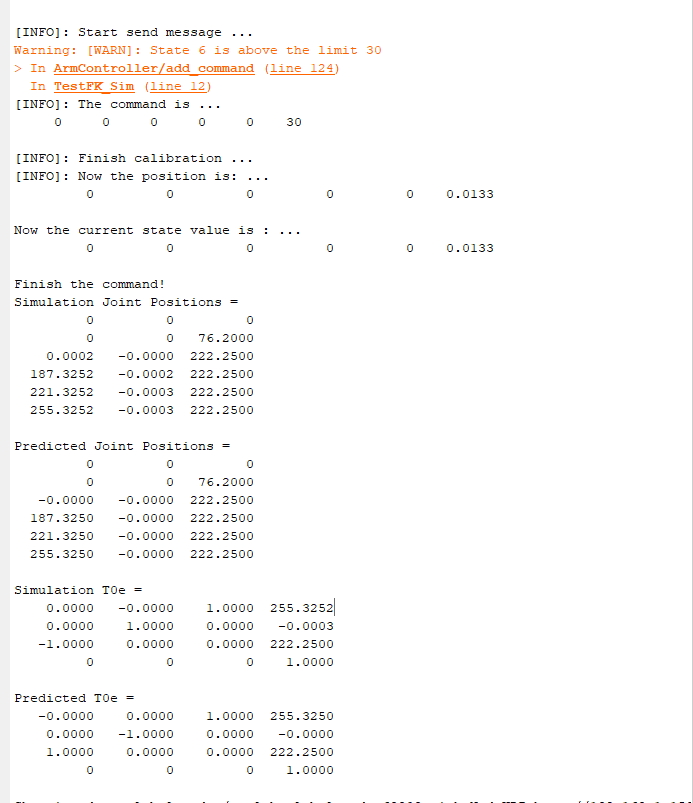 [INFO]: Start send message ...
Warning: [WARN]: State 6 is above the limit 30
> In ArmController/add_command (line 124)
In TestFK_Sim (line 12)
[INFO]: The command is ...
0 0 0 0 0 30
[INFO]: Finish calibration ...
[INFO]: Now the position is: ...
0 0 0 0 0 0.0133
Now the current state value is : ...
0 0 0 0 0 0.0133
Finish the command!
Simulation Joint Positions =
0 0 0
0 0 76.2000
0.0002 -0.0000 222.2500
187.3252 -0.0002 222.2500
221.3252 -0.0003 222.2500
255.3252 -0.0003 222.2500
Predicted Joint Positions =
0 0 0
0 0 76.2000
-0.0000 -0.0000 222.2500
187.3250 -0.0000 222.2500
221.3250 -0.0000 222.2500
255.3250 -0.0000 222.2500
Simulation T0e =
0.0000 -0.0000 1.0000 255.3252
0.0000 1.0000 0.0000 -0.0003
-1.0000 0.0000 0.0000 222.2500
0 0 0 1.0000
Predicted T0e =
-0.0000 0.0000 1.0000 255.3250
0.0000 -1.0000 0.0000 -0.0000
1.0000 0.0000 0.0000 222.2500
0 0 0 1.0000